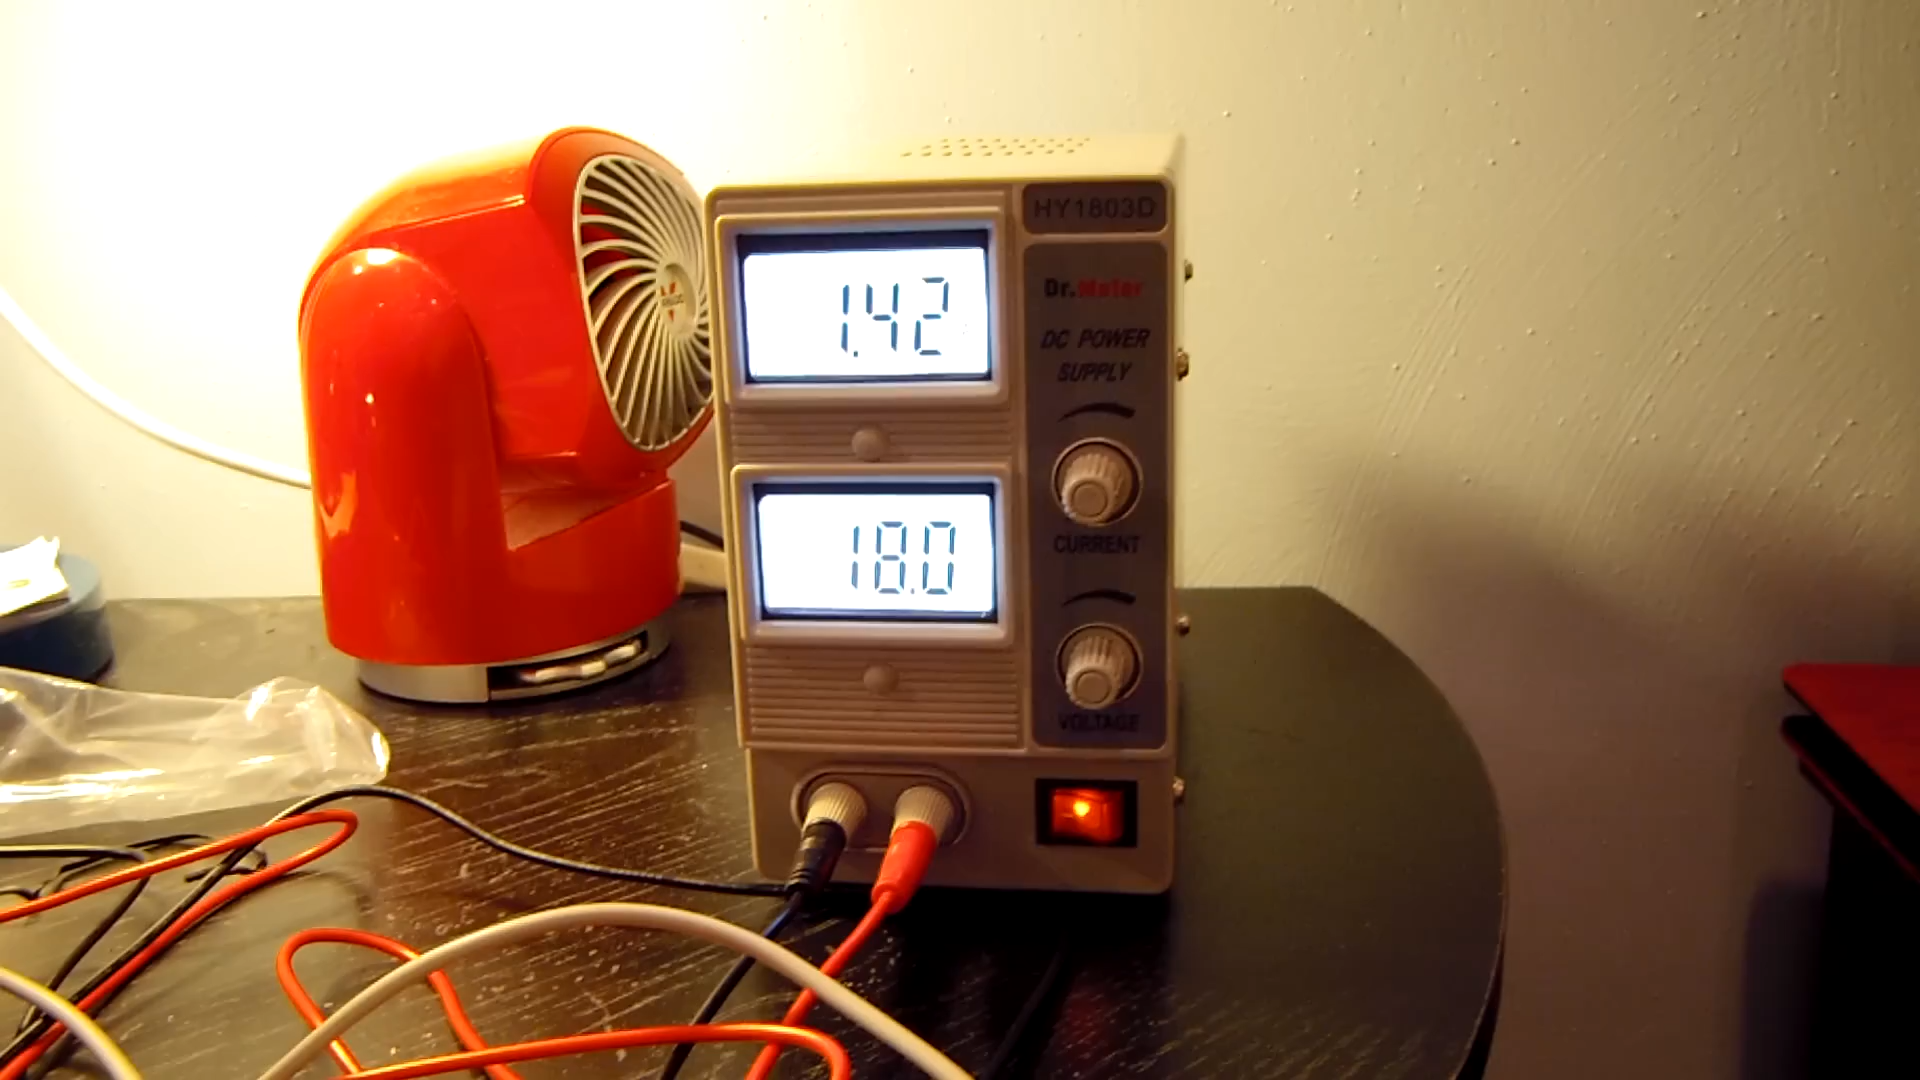 HY1803D
1.42
Dr.Meter
DC POWER
SUPPLY
CURRENT
18.0
VOLTAGE